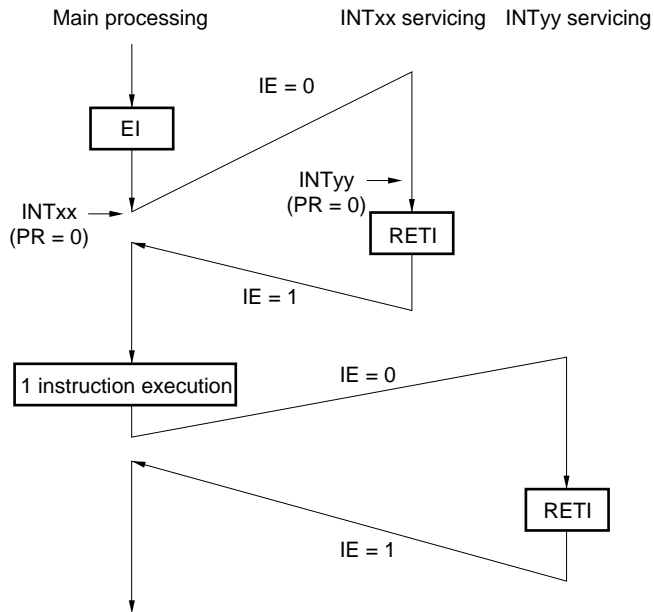 Main processing
INTxx servicing
INTyy servicing
IE = 0
EI
INTyy
(PR = 0)
INTxx
(PR = 0)
RETI
IE = 1
1 instruction execution
IE = 0
RETI
IE = 1